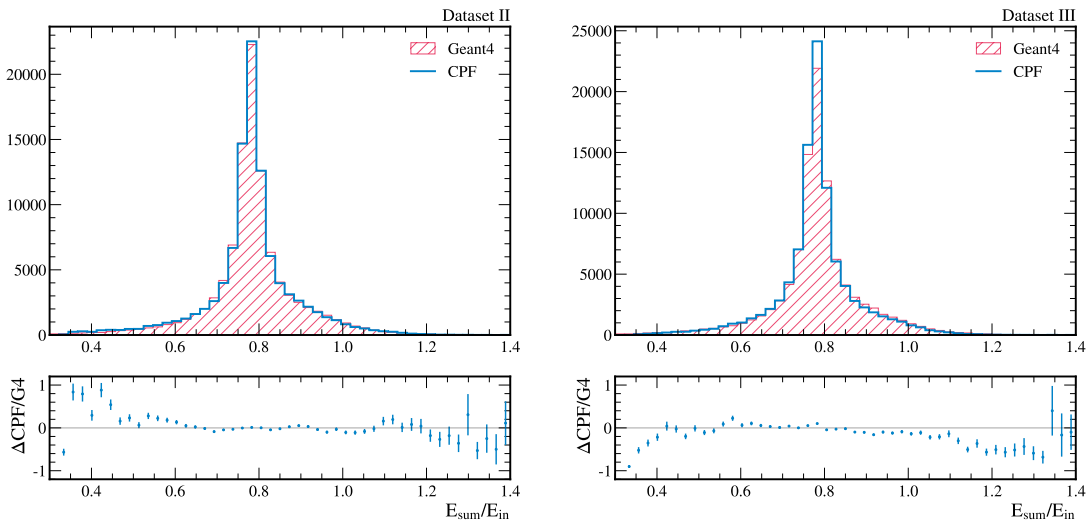 Dataset II
Geant4
CPF
20000
15000
10000
5000
0
0.4 0.6 0.8 1.0 1.2 1.4
ΔCPF/G4
1
0
-1
0.4 0.6 0.8 1.0 1.2 1.4
E_sum/E_in
Dataset III
Geant4
CPF
25000
20000
15000
10000
5000
0
0.4 0.6 0.8 1.0 1.2 1.4
ΔCPF/G4
1
0
-1
0.4 0.6 0.8 1.0 1.2 1.4
E_sum/E_in